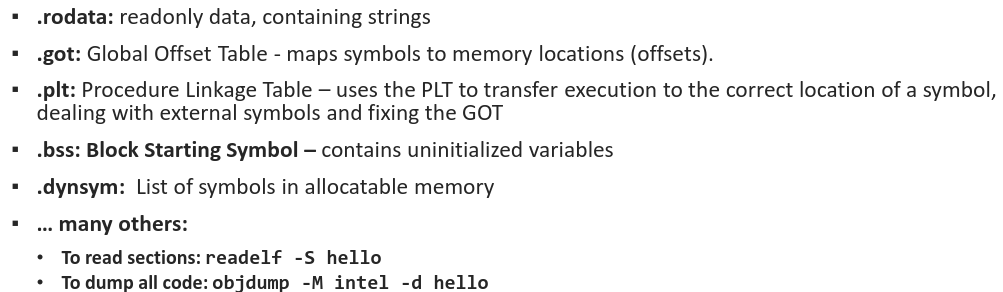 ▪ .rodata: readonly data, containing strings
▪ .got: Global Offset Table - maps symbols to memory locations (offsets).
▪ .plt: Procedure Linkage Table – uses the PLT to transfer execution to the correct location of a symbol,
dealing with external symbols and fixing the GOT
▪ .bss: Block Starting Symbol – contains uninitialized variables
▪ .dynsym: List of symbols in allocatable memory
▪ … many others:
• To read sections: readelf -S hello
• To dump all code: objdump -M intel -d hello